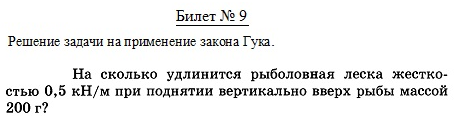 Билет № 9
Решение задачи на применение закона Гука.
На сколько удлинится рыболовная леска жестко-
стью 0,5 кН/м при поднятии вертикально вверх рыбы массой
200 г?